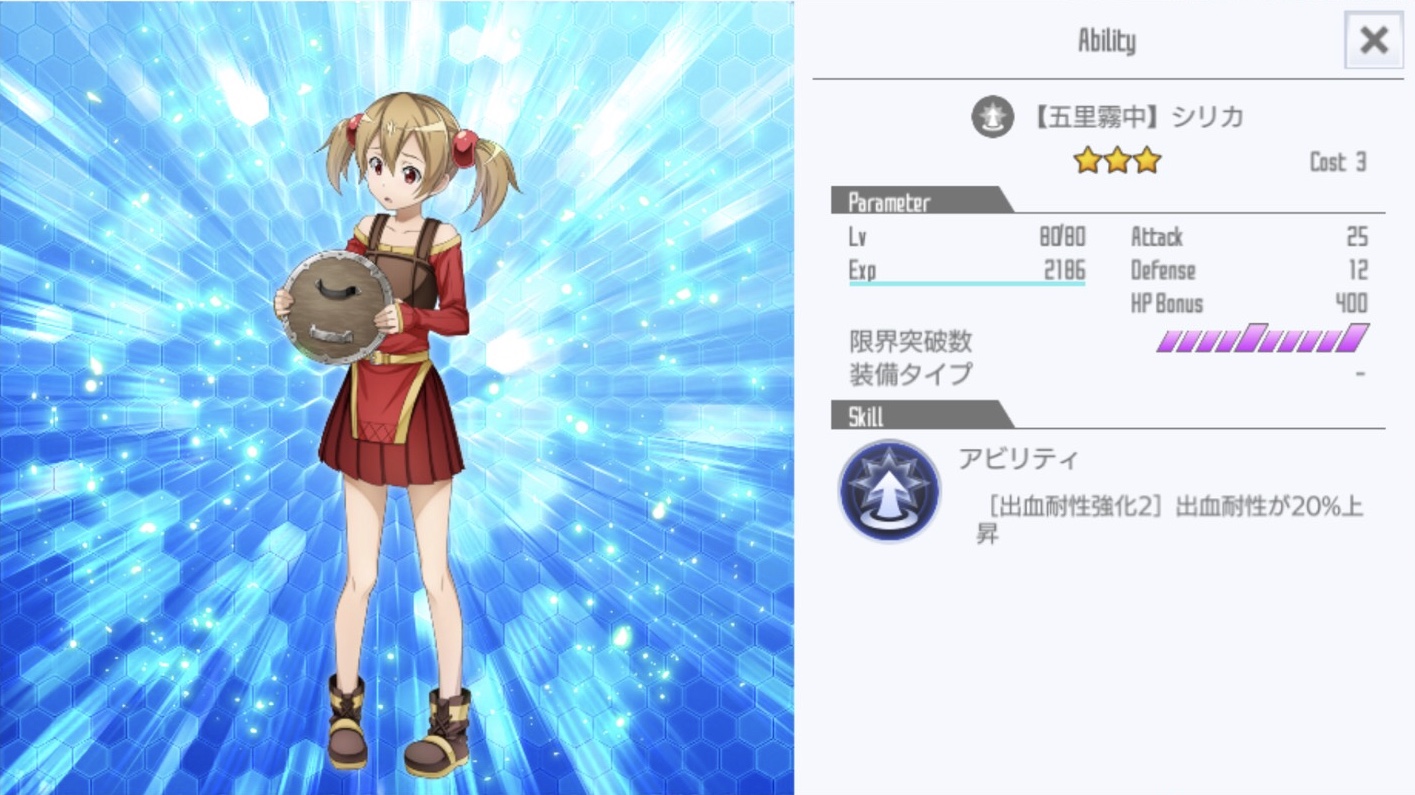 Ability
【五里霧中】シリカ
Cost 3
Parameter
Lv 80/80 Attack 25
Exp 2186 Defense 12
HP Bonus 400
限界突破数
装備タイプ -
Skill
アビリティ
［出血耐性強化2］出血耐性が20%上
昇